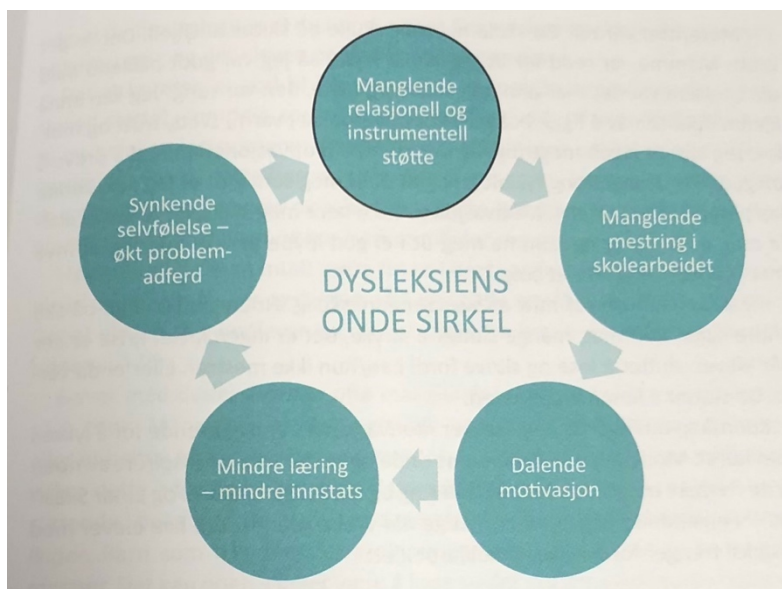 Manglende
relasjonell og
instrumentell
støtte
Manglende
mestring i
skolearbeidet
Dalende
motivasjon
Mindre læring
– mindre innstats
Synkende
selvfølelse –
økt problem-
adferd
DYSLEKSIENS
ONDE SIRKEL